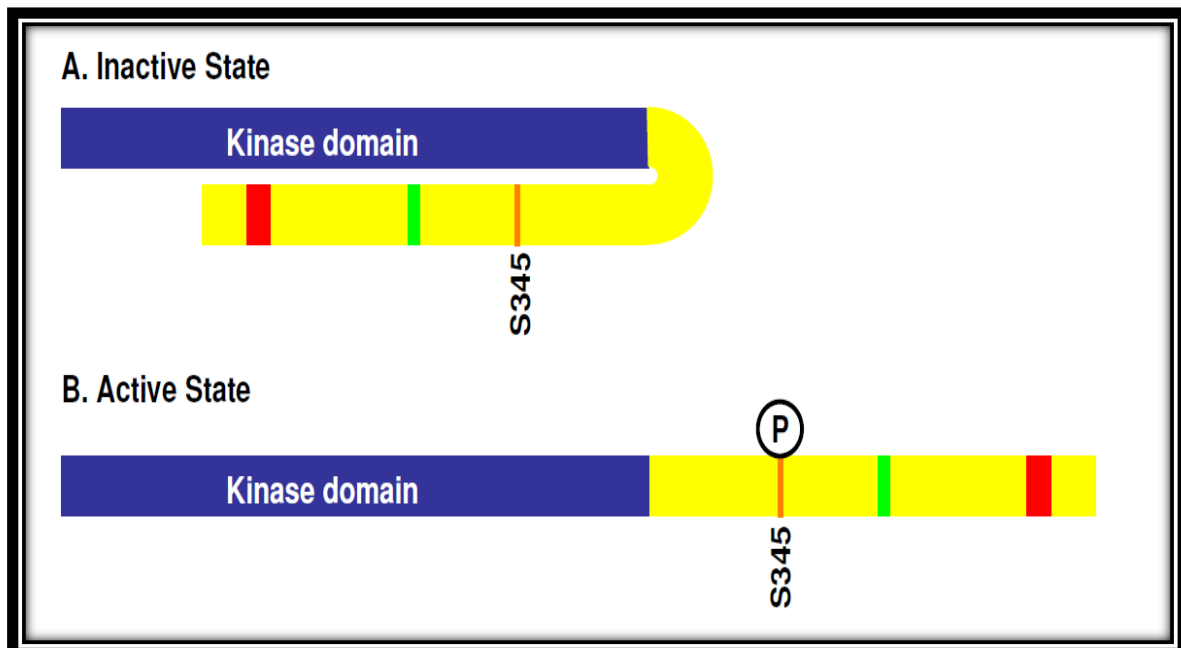 A. Inactive State
Kinase domain
S345
B. Active State
P
Kinase domain
S345